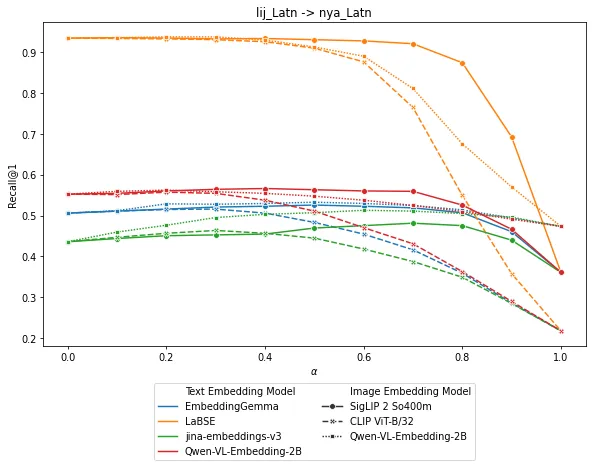 lij_Latn -> nya_Latn
Recall@1
0.9
0.8
0.7
0.6
0.5
0.4
0.3
0.2
0.0 0.2 0.4 0.6 0.8 1.0
α
Text Embedding Model
EmbeddingGemma
LaBSE
jina-embeddings-v3
Qwen-VL-Embedding-2B
Image Embedding Model
SigLIP 2 So400m
CLIP ViT-B/32
Qwen-VL-Embedding-2B